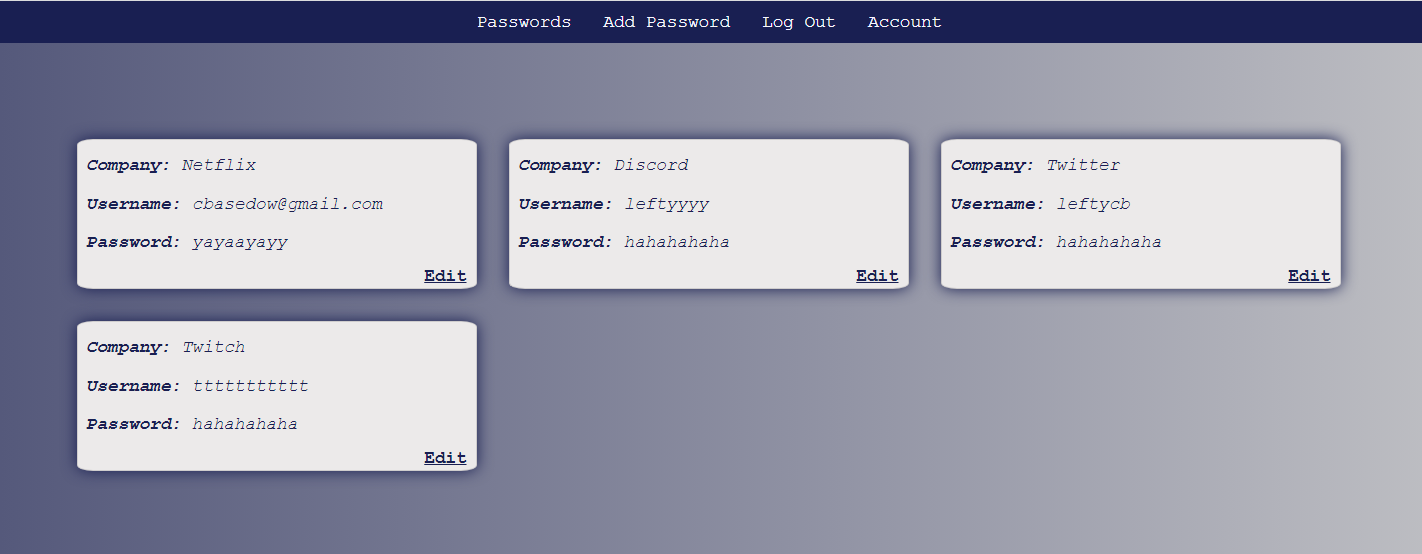 Passwords Add Password Log Out Account
Company: Netflix
Username: cbasedow@gmail.com
Password: yayaayayy
Edit
Company: Discord
Username: leftyyyy
Password: hahahahaha
Edit
Company: Twitter
Username: leftycb
Password: hahahahaha
Edit
Company: Twitch
Username: ttttttttttt
Password: hahahahaha
Edit